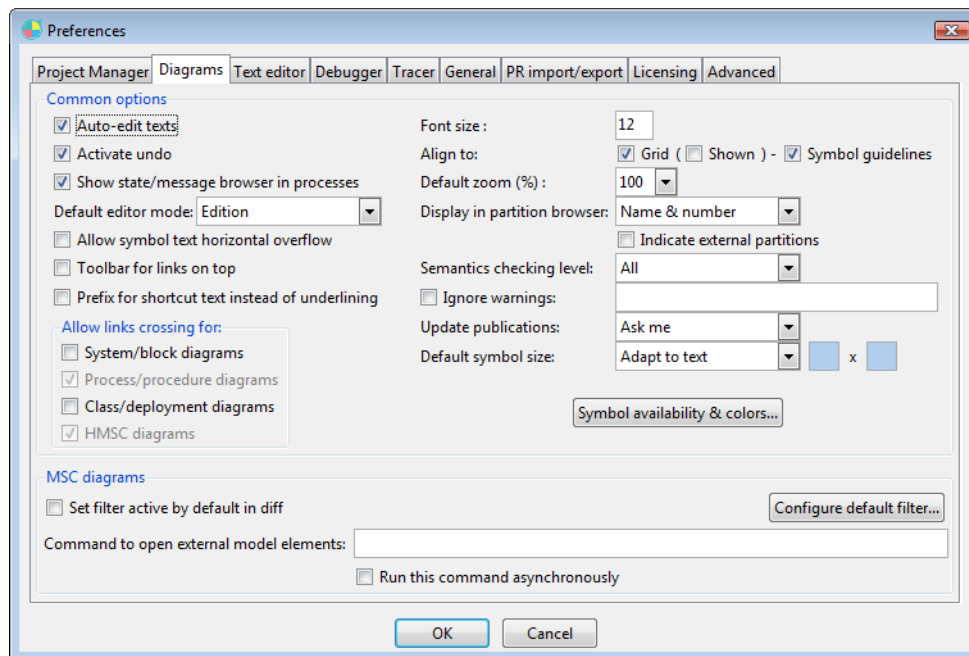 Preferences
Project Manager Diagrams Text editor Debugger Tracer General PR import/export Licensing Advanced
Common options
Auto-edit texts
Font size : 12
Activate undo
Align to: Grid ( Shown ) - Symbol guidelines
Show state/message browser in processes
Default zoom (%) : 100
Default editor mode: Edition
Display in partition browser: Name & number
Allow symbol text horizontal overflow
Indicate external partitions
Toolbar for links on top
Semantics checking level: All
Prefix for shortcut text instead of underlining
Ignore warnings:
Allow links crossing for:
Update publications: Ask me
System/block diagrams
Default symbol size: Adapt to text x
Process/procedure diagrams
Class/deployment diagrams
Symbol availability & colors...
HMSC diagrams
MSC diagrams
Set filter active by default in diff
Configure default filter...
Command to open external model elements:
Run this command asynchronously
OK Cancel